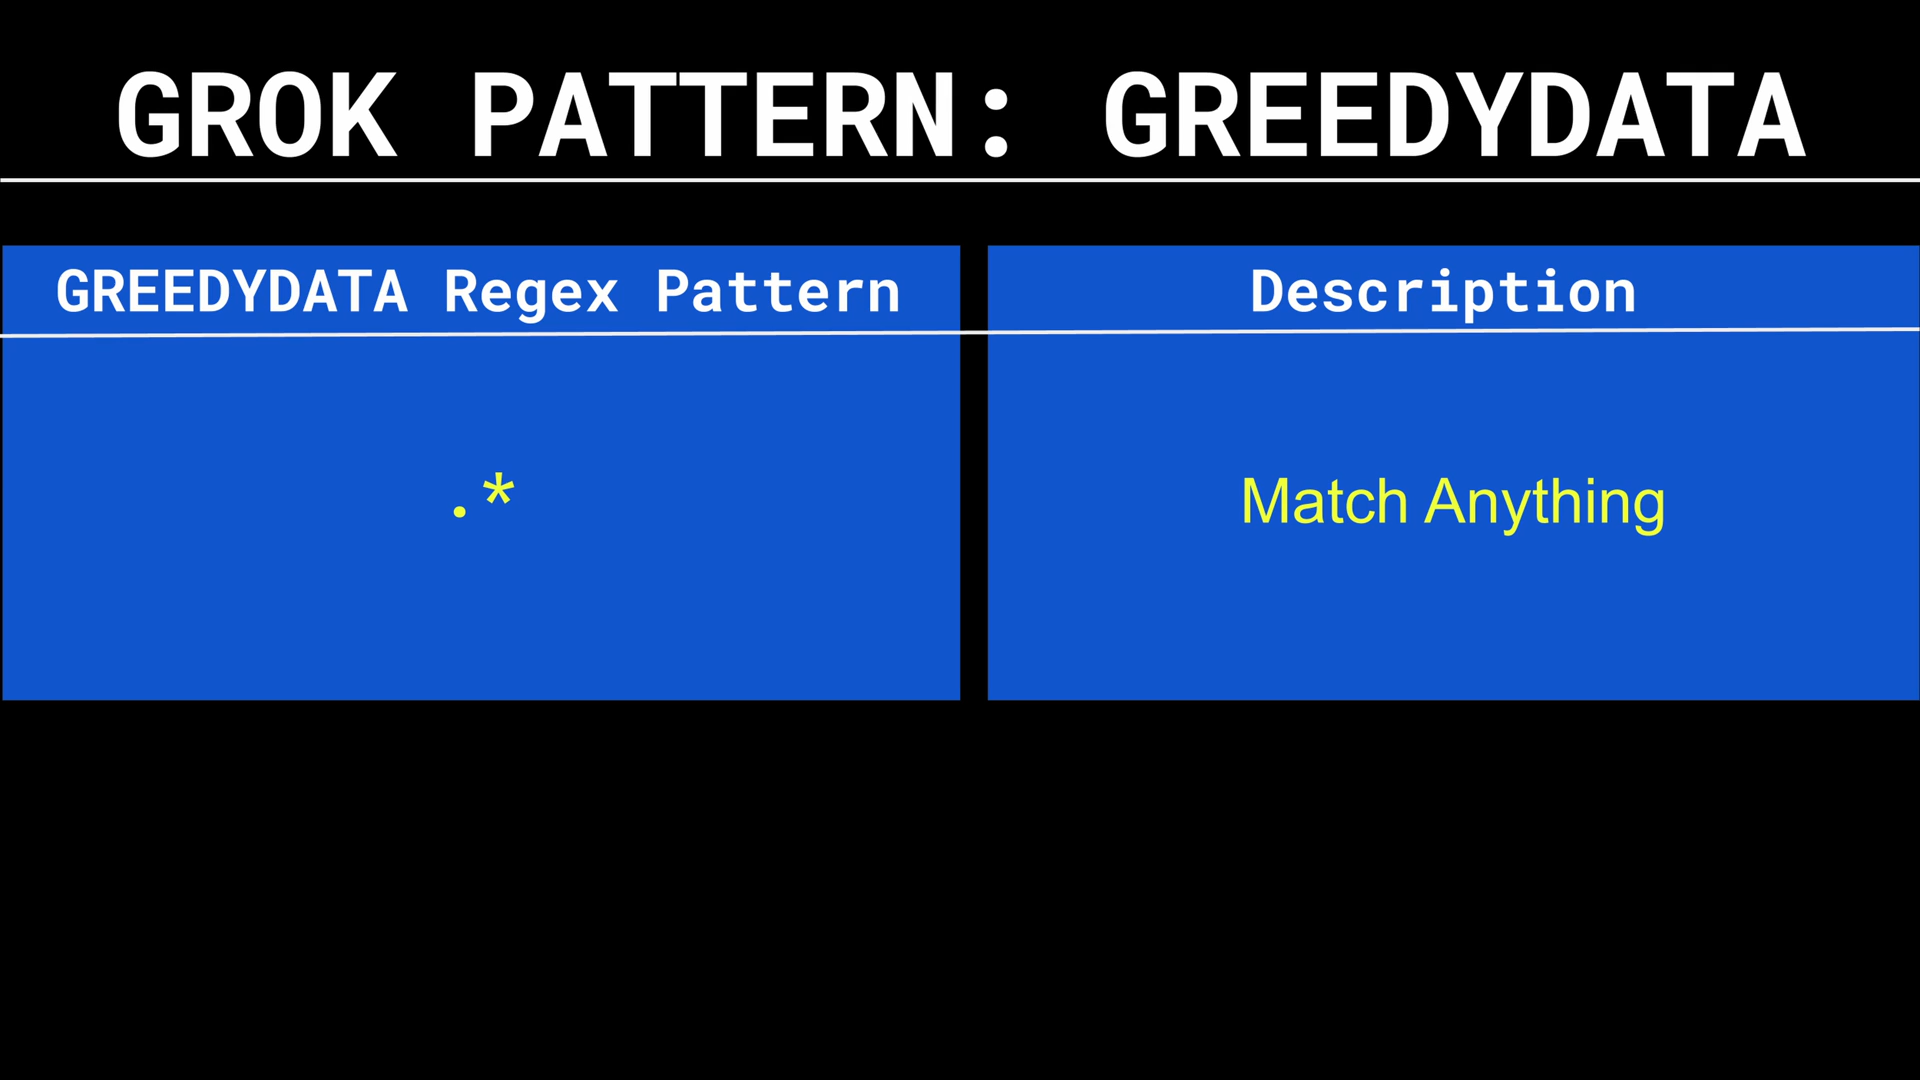 GROK PATTERN: GREEDYDATA
GREEDYDATA Regex Pattern
Description
.*
Match Anything